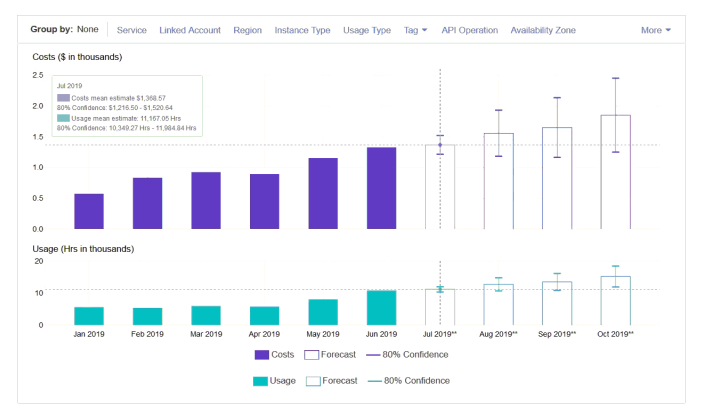 Group by: None Service Linked Account Region Instance Type Usage Type Tag API Operation Availability Zone More
Costs ($ in thousands)
2.5
2.0
1.5
1.0
0.5
0.0
Jul 2019
Costs mean estimate $1,368.57
80% Confidence: $1,216.50 - $1,520.64
Usage mean estimate: 11,167.05 Hrs
80% Confidence: 10,349.27 Hrs - 11,984.84 Hrs
Usage (Hrs in thousands)
20
10
0
Jan 2019 Feb 2019 Mar 2019 Apr 2019 May 2019 Jun 2019 Jul 2019** Aug 2019** Sep 2019** Oct 2019**
Costs Forecast 80% Confidence
Usage Forecast 80% Confidence